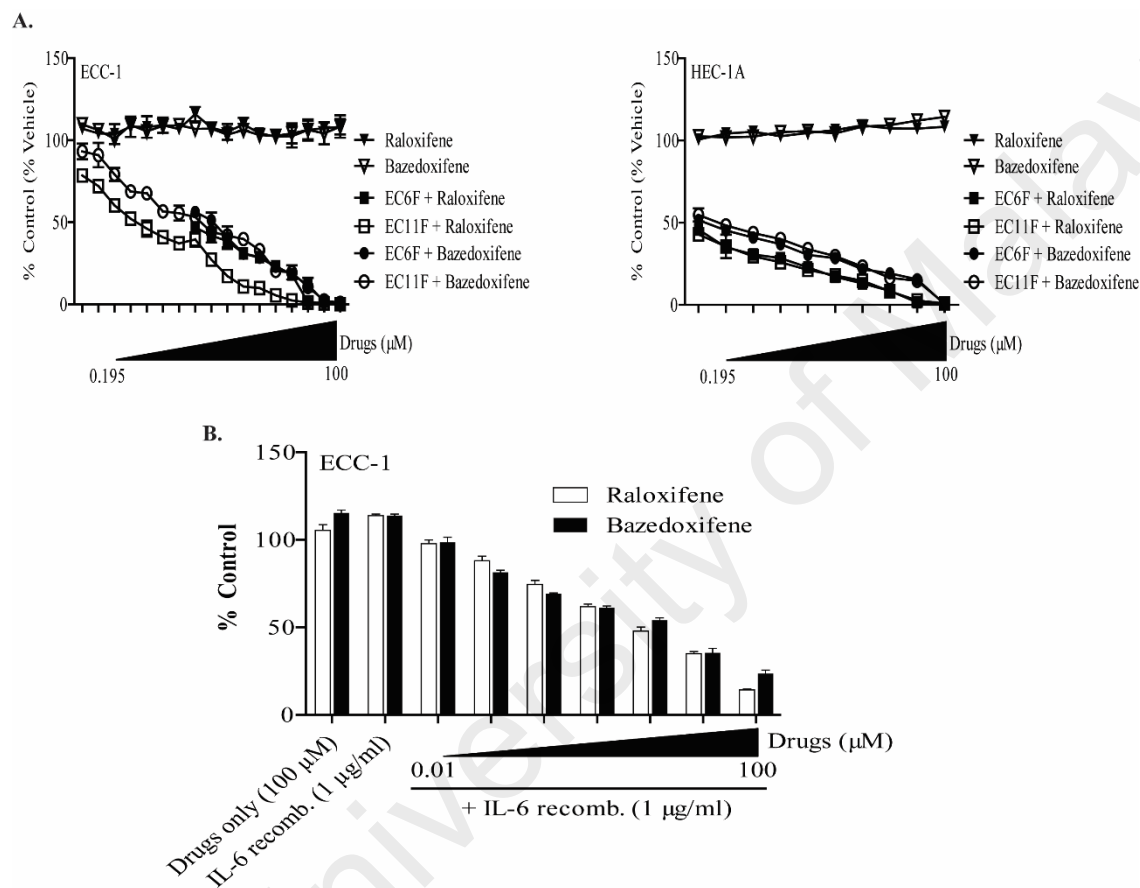 A.
150
100
50
0
% Control (% Vehicle)
ECC-1
Raloxifene
Bazedoxifene
EC6F + Raloxifene
EC11F + Raloxifene
EC6F + Bazedoxifene
EC11F + Bazedoxifene
Drugs (μM)
0.195
100
150
100
50
0
% Control (% Vehicle)
HEC-1A
Raloxifene
Bazedoxifene
EC6F + Raloxifene
EC11F + Raloxifene
EC6F + Bazedoxifene
EC11F + Bazedoxifene
Drugs (μM)
0.195
100
B.
150
100
50
0
% Control
ECC-1
Raloxifene
Bazedoxifene
Drugs only (100 μM)
IL-6 recomb. (1 μg/ml)
Drugs (μM)
0.01
100
+ IL-6 recomb. (1 μg/ml)
University of Malay